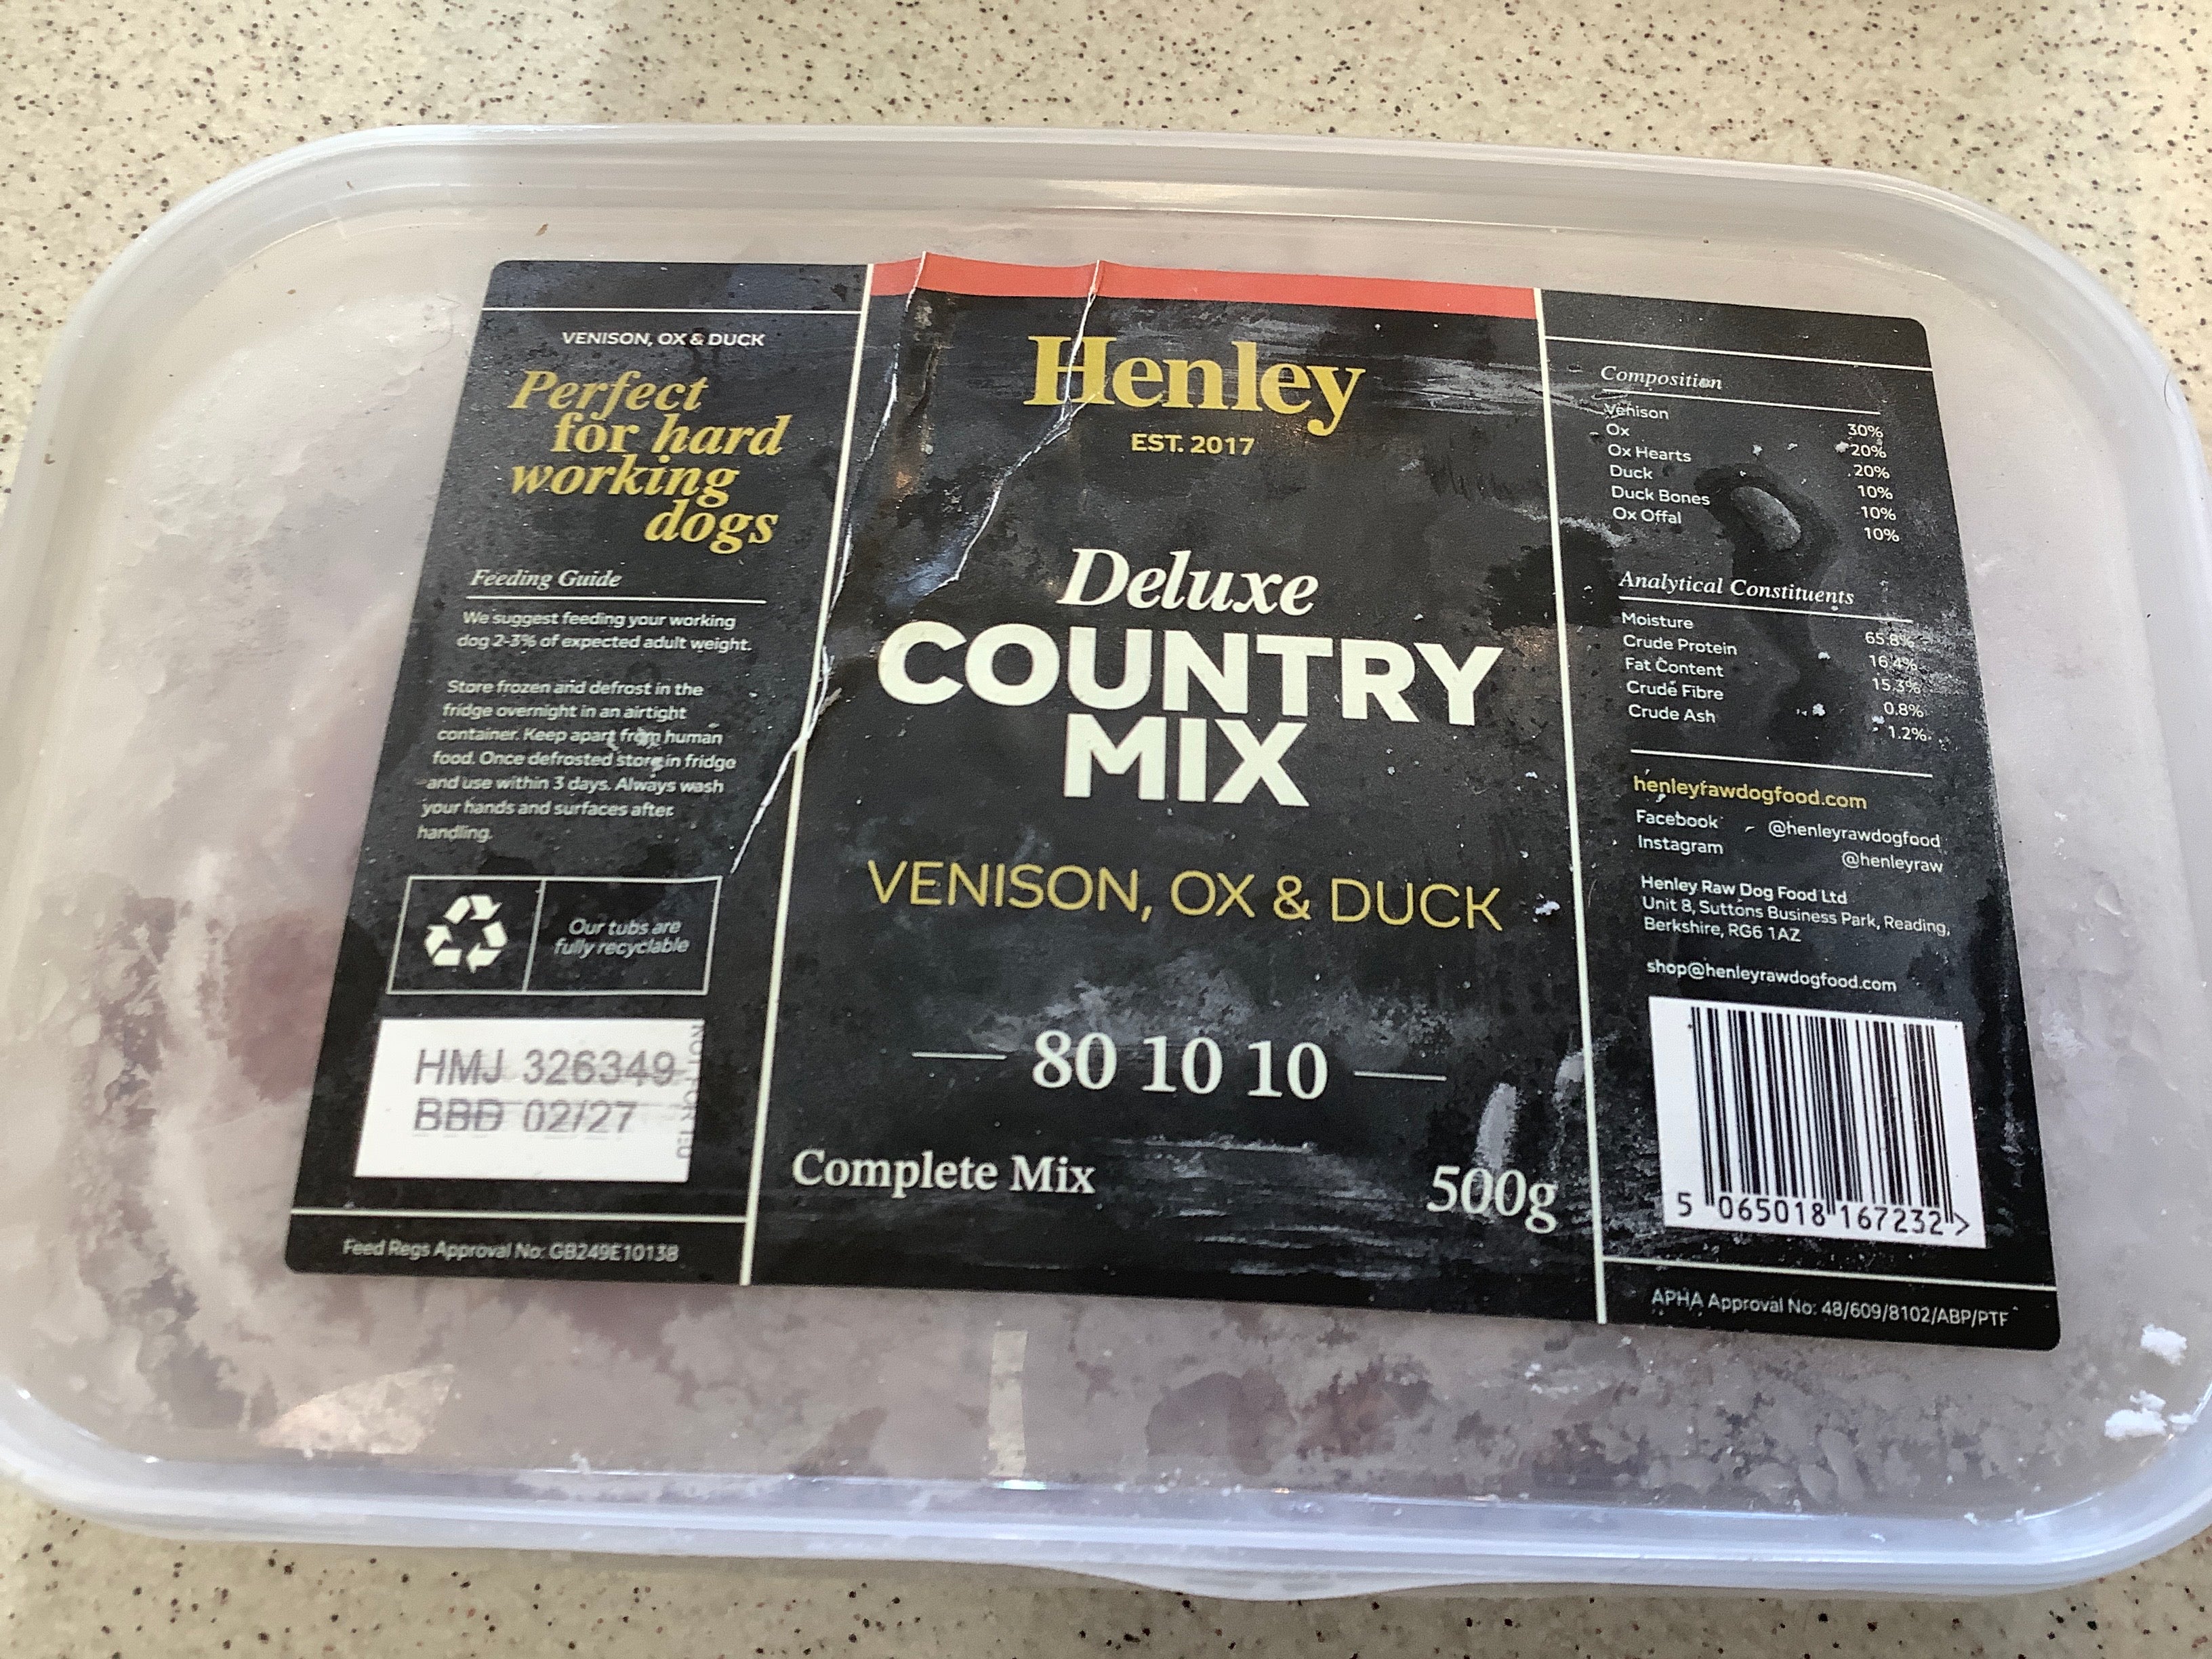 VENISON, OX & DUCK
Perfect
for hard
working
dogs
Feeding Guide
We suggest feeding your working
dog 2-3% of expected adult weight.
Store frozen and defrost in the
fridge overnight in an airtight
container. Keep apart from human
food. Once defrosted store in fridge
and use within 3 days. Always wash
your hands and surfaces after
handling.
Our tubs are
fully recyclable
HMJ 326349
BBD 02/27
Feed Regs Approval No: GB249E10138
Henley
EST. 2017
Deluxe
COUNTRY
MIX
VENISON, OX & DUCK
80 10 10
Complete Mix
500g
Composition
Venison 30%
Ox 20%
Ox Hearts 20%
Duck 10%
Duck Bones 10%
Ox Offal 10%
Analytical Constituents
Moisture 65.8%
Crude Protein 16.4%
Fat Content 15.3%
Crude Fibre 0.8%
Crude Ash 1.2%
henleyrawdogfood.com
Facebook @henleyrawdogfood
Instagram @henleyraw
Henley Raw Dog Food Ltd
Unit 8, Suttons Business Park, Reading,
Berkshire, RG6 1AZ
shop@henleyrawdogfood.com
5 065018 167232 >
APHA Approval No: 48/609/8102/ABP/PTF